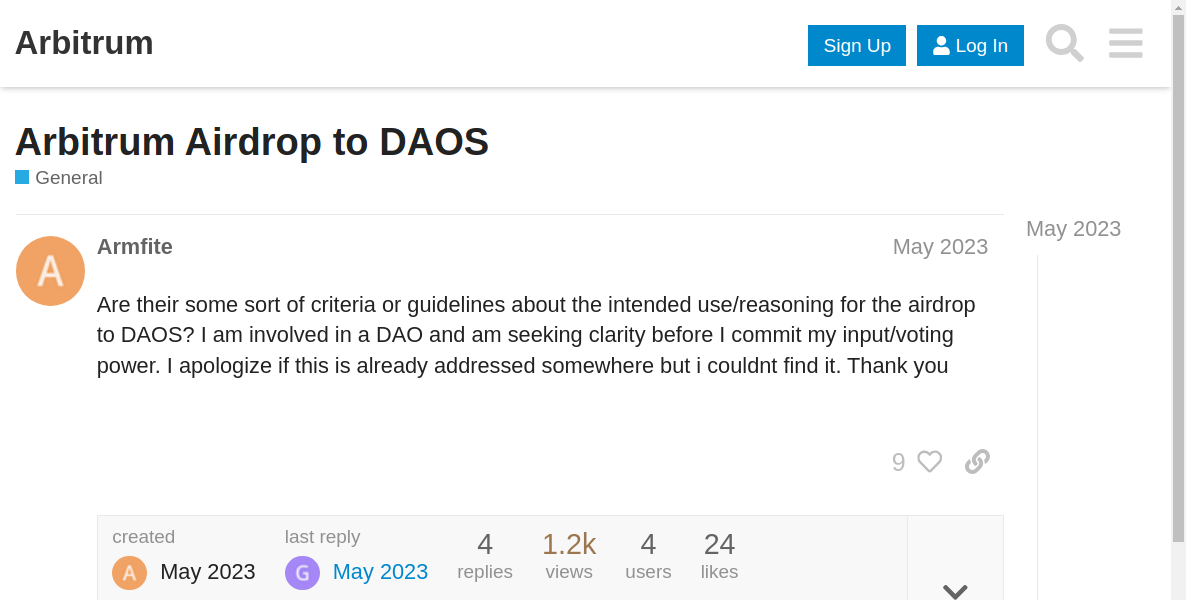 Arbitrum
Sign Up
Log In
Arbitrum Airdrop to DAOS
General
May 2023
A
Armfite
May 2023
Are their some sort of criteria or guidelines about the intended use/reasoning for the airdrop
to DAOS? I am involved in a DAO and am seeking clarity before I commit my input/voting
power. I apologize if this is already addressed somewhere but i couldnt find it. Thank you
9
created
last reply
4
1.2k
4
24
A
May 2023
G
May 2023
replies
views
users
likes